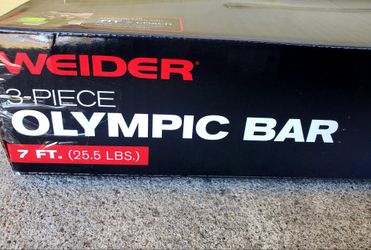 WEIDER
3-PIECE
OLYMPIC BAR
7 FT. (25.5 LBS.)